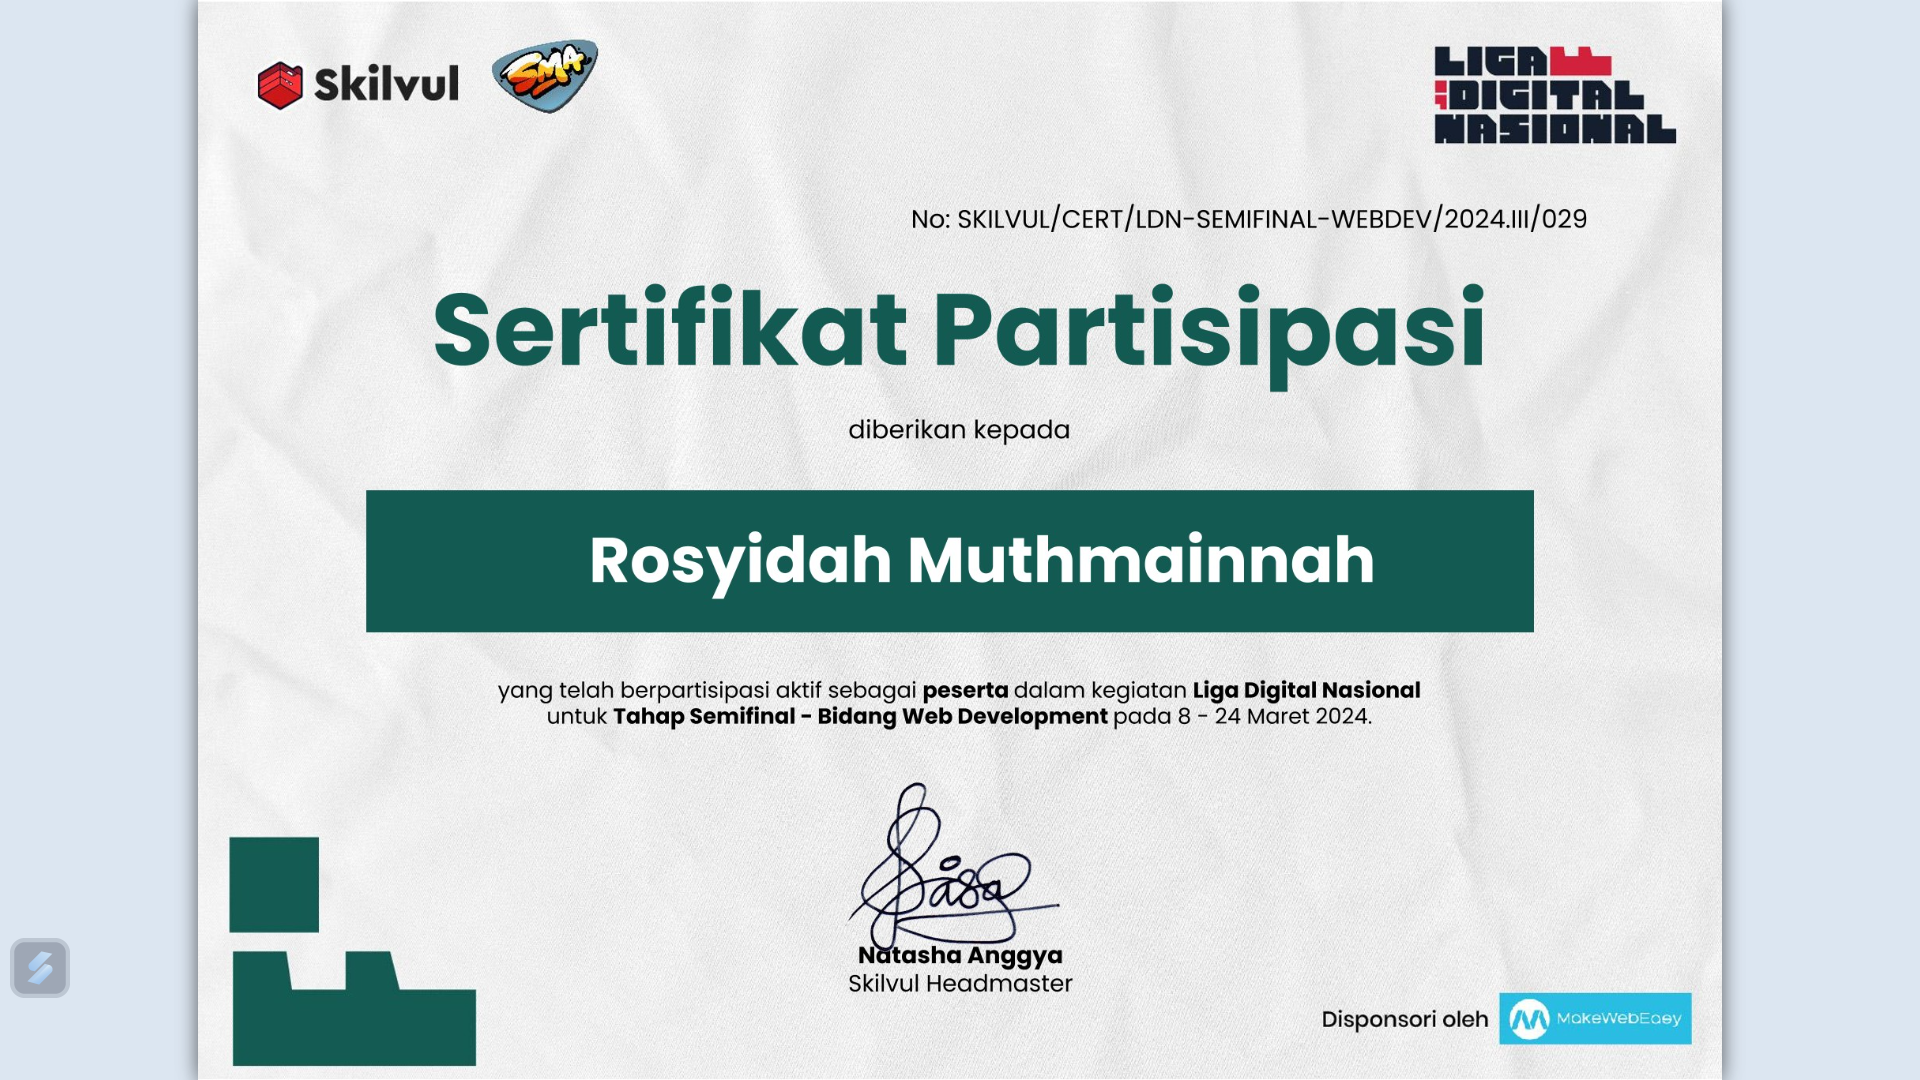 Skilvul
SMA
LIGA
DIGITAL
NASIONAL
No: SKILVUL/CERT/LDN-SEMIFINAL-WEBDEV/2024.III/029
Sertifikat Partisipasi
diberikan kepada
Rosyidah Muthmainnah
yang telah berpartisipasi aktif sebagai peserta dalam kegiatan Liga Digital Nasional
untuk Tahap Semifinal - Bidang Web Development pada 8 - 24 Maret 2024.
Sasa
Natasha Anggya
Skilvul Headmaster
Disponsori oleh
MakeWebEasy